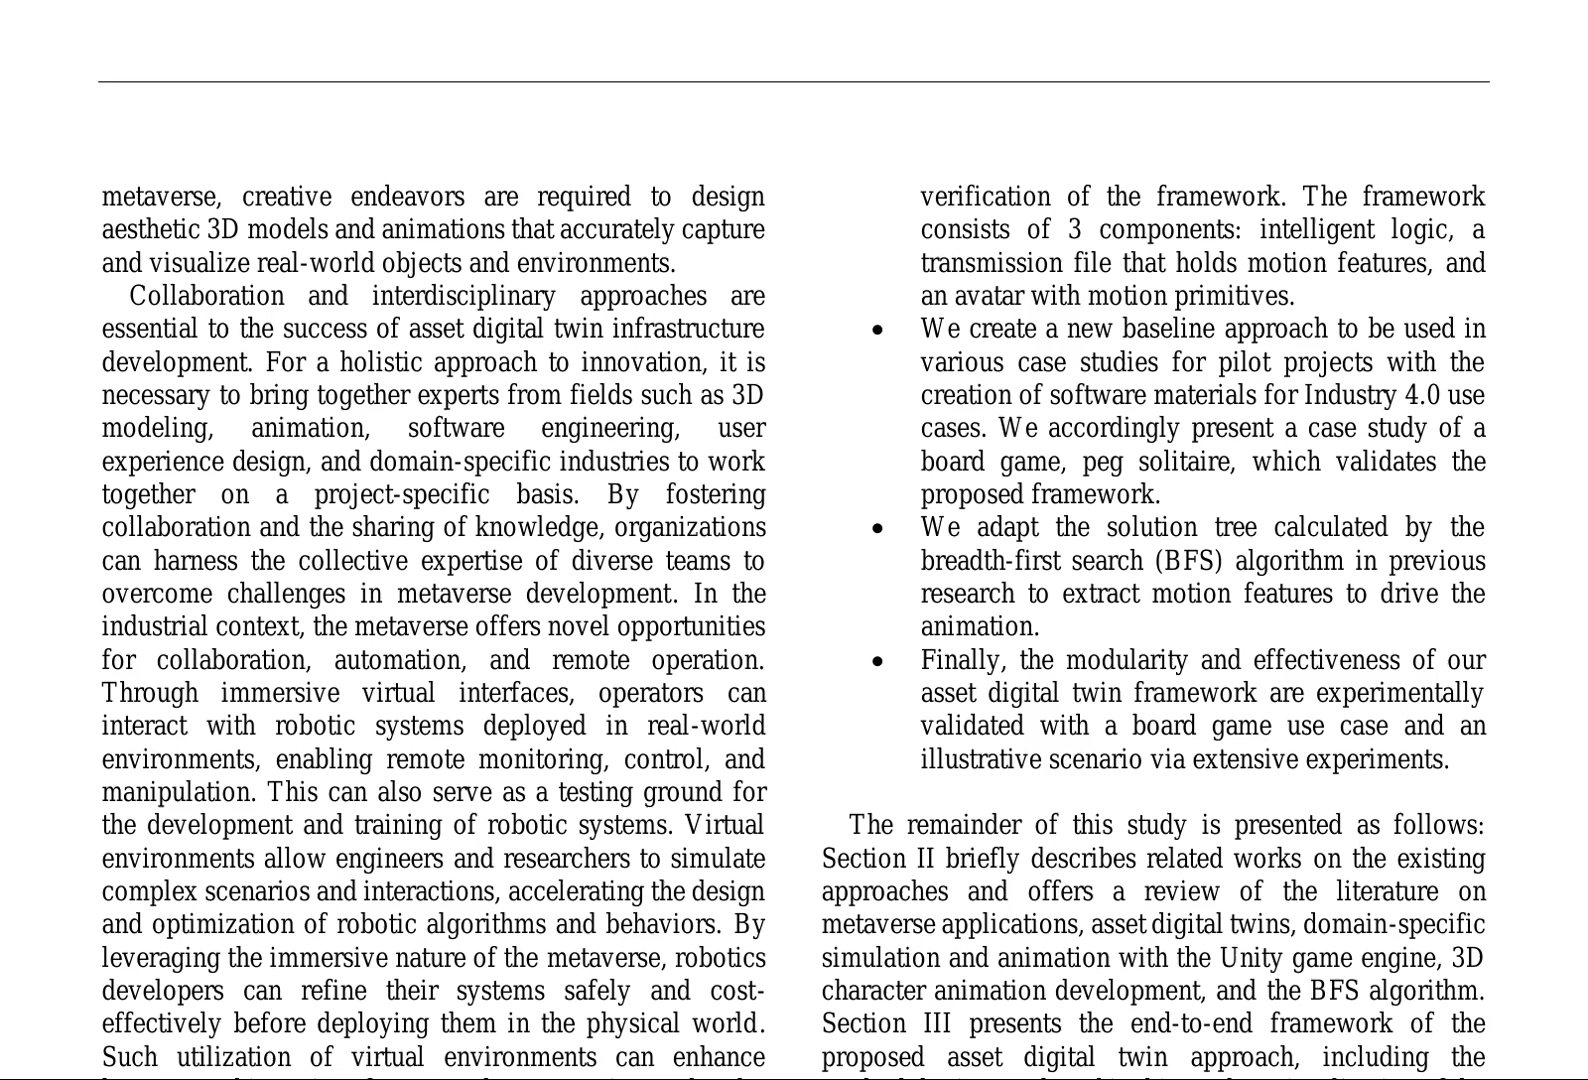 metaverse, creative endeavors are required to design
aesthetic 3D models and animations that accurately capture
and visualize real-world objects and environments.
Collaboration and interdisciplinary approaches are
essential to the success of asset digital twin infrastructure
development. For a holistic approach to innovation, it is
necessary to bring together experts from fields such as 3D
modeling, animation, software engineering, user
experience design, and domain-specific industries to work
together on a project-specific basis. By fostering
collaboration and the sharing of knowledge, organizations
can harness the collective expertise of diverse teams to
overcome challenges in metaverse development. In the
industrial context, the metaverse offers novel opportunities
for collaboration, automation, and remote operation.
Through immersive virtual interfaces, operators can
interact with robotic systems deployed in real-world
environments, enabling remote monitoring, control, and
manipulation. This can also serve as a testing ground for
the development and training of robotic systems. Virtual
environments allow engineers and researchers to simulate
complex scenarios and interactions, accelerating the design
and optimization of robotic algorithms and behaviors. By
leveraging the immersive nature of the metaverse, robotics
developers can refine their systems safely and cost-
effectively before deploying them in the physical world.
Such utilization of virtual environments can enhance
verification of the framework. The framework
consists of 3 components: intelligent logic, a
transmission file that holds motion features, and
an avatar with motion primitives.
• We create a new baseline approach to be used in
various case studies for pilot projects with the
creation of software materials for Industry 4.0 use
cases. We accordingly present a case study of a
board game, peg solitaire, which validates the
proposed framework.
• We adapt the solution tree calculated by the
breadth-first search (BFS) algorithm in previous
research to extract motion features to drive the
animation.
• Finally, the modularity and effectiveness of our
asset digital twin framework are experimentally
validated with a board game use case and an
illustrative scenario via extensive experiments.
The remainder of this study is presented as follows:
Section II briefly describes related works on the existing
approaches and offers a review of the literature on
metaverse applications, asset digital twins, domain-specific
simulation and animation with the Unity game engine, 3D
character animation development, and the BFS algorithm.
Section III presents the end-to-end framework of the
proposed asset digital twin approach, including the